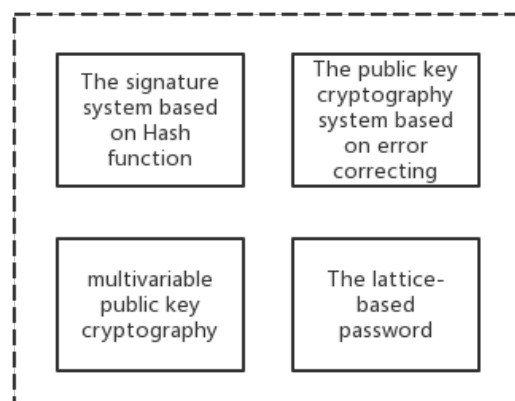 The signature
system based
on Hash
function
The public key
cryptography
system based
on error
correcting
multivariable
public key
cryptography
The lattice-
based
password